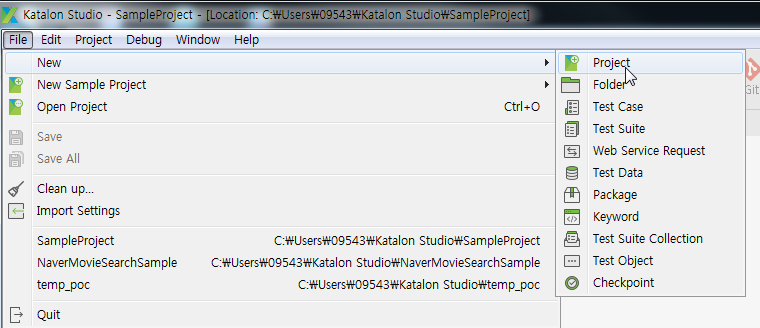 Katalon Studio - SampleProject - [Location: C:₩Users₩09543₩Katalon Studio₩SampleProject]
File Edit Project Debug Window Help
New
New Sample Project
Open Project Ctrl+O
Save
Save All
Clean up...
Import Settings
SampleProject C:₩Users₩09543₩Katalon Studio₩SampleProject
NaverMovieSearchSample C:₩Users₩09543₩Katalon Studio₩NaverMovieSearchSample
temp_poc C:₩Users₩09543₩Katalon Studio₩temp_poc
Quit
Project
Folder
Test Case
Test Suite
Web Service Request
Test Data
Package
Keyword
Test Suite Collection
Test Object
Checkpoint
Git